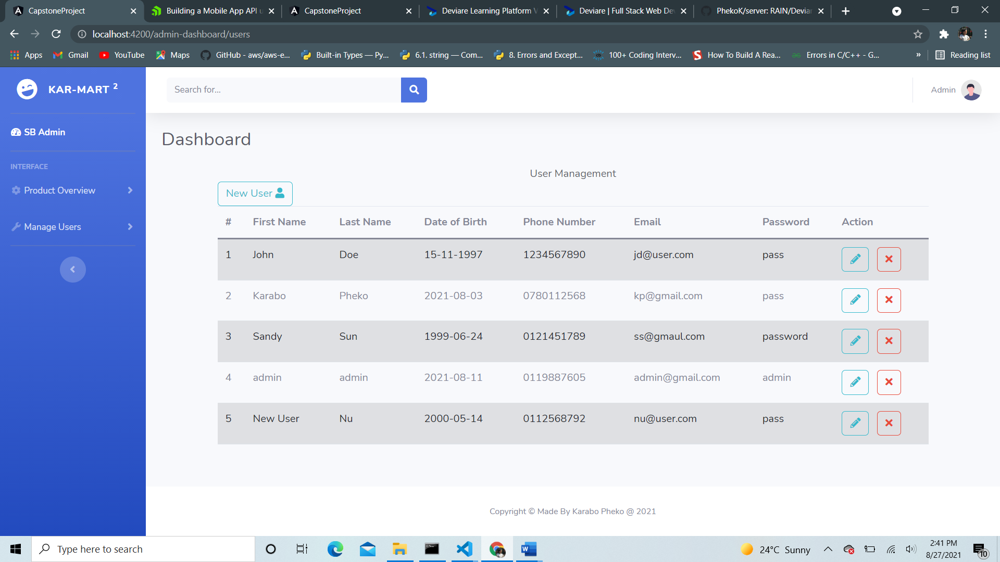 CapstoneProject
Building a Mobile App API u
CapstoneProject
Deviare Learning Platform V
Deviare | Full Stack Web De
PhekoK/server: RAIN/Devia
localhost:4200/admin-dashboard/users
Apps Gmail YouTube Maps GitHub - aws/aws-e... Built-in Types — Py... 6.1. string — Com... 8. Errors and Except... 100+ Coding Interv... How To Build A Rea... Errors in C/C++ - G... » Reading list
KAR-MART 2
Search for...
Admin
SB Admin
INTERFACE
Product Overview
Manage Users
Dashboard
User Management
New User
# First Name Last Name Date of Birth Phone Number Email Password Action
1 John Doe 15-11-1997 1234567890 jd@user.com pass
2 Karabo Pheko 2021-08-03 0780112568 kp@gmail.com pass
3 Sandy Sun 1999-06-24 0121451789 ss@gmaul.com password
4 admin admin 2021-08-11 0119887605 admin@gmail.com admin
5 New User Nu 2000-05-14 0112568792 nu@user.com pass
Copyright © Made By Karabo Pheko @ 2021
Type here to search
24°C Sunny
2:41 PM
8/27/2021
10